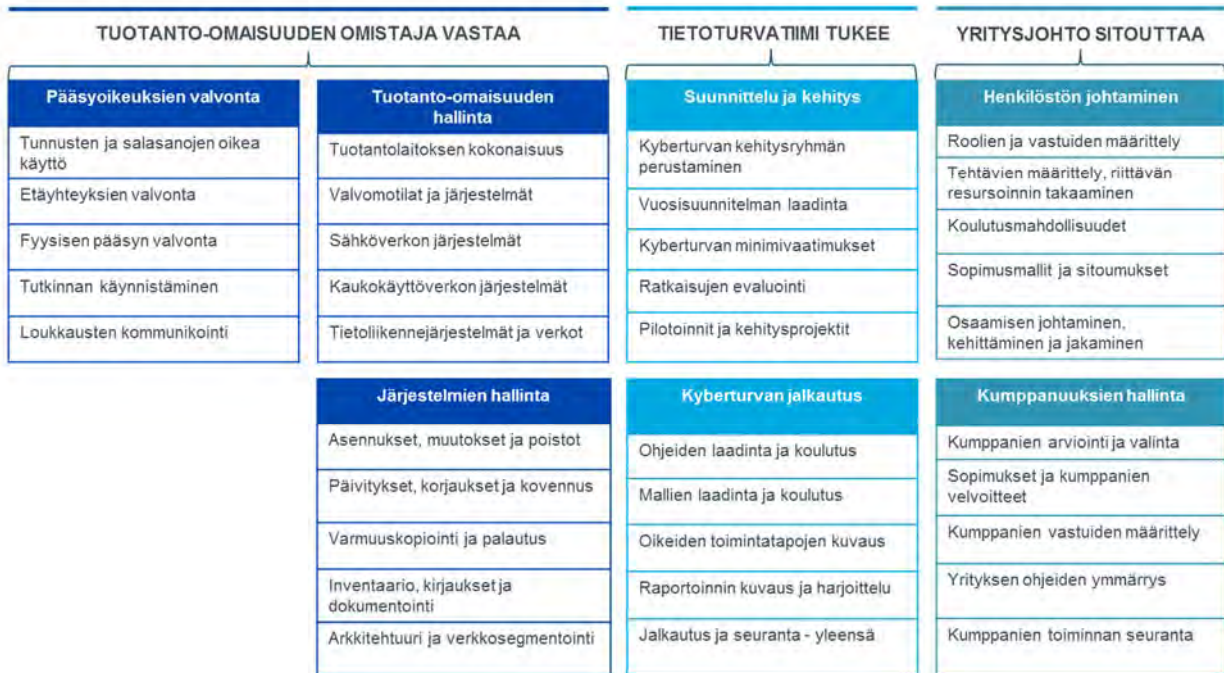 TUOTANTO-OMAISUUDEN OMISTAJA VASTAA
TIETOTURVATIIMI TUKEE
YRITYSJOHTO SITOUTTAA
Pääsyoikeuksien valvonta
Tunnusten ja salasanojen oikea
käyttö
Etäyhteyksien valvonta
Fyysisen pääsyn valvonta
Tutkinnan käynnistäminen
Loukkausten kommunikointi
Tuotanto-omaisuuden
hallinta
Tuotantolaitoksen kokonaisuus
Valvomotilat ja järjestelmät
Sähköverkon järjestelmät
Kaukokäyttöverkon järjestelmät
Tietoliikennejärjestelmät ja verkot
Suunnittelu ja kehitys
Kyberturvan kehitysryhmän
perustaminen
Vuosisuunnitelman laadinta
Kyberturvan minimivaatimukset
Ratkaisujen evaluointi
Pilotoinnit ja kehitysprojektit
Henkilöstön johtaminen
Roolien ja vastuiden määrittely
Tehtävien määrittely, riittävän
resursoinnin takaaminen
Koulutusmahdollisuudet
Sopimusmallit ja sitoumukset
Osaamisen johtaminen,
kehittäminen ja jakaminen
Järjestelmien hallinta
Asennukset, muutokset ja poistot
Päivitykset, korjaukset ja kovennus
Varmuuskopiointi ja palautus
Inventaario, kirjaukset ja
dokumentointi
Arkkitehtuuri ja verkkosegmentointi
Kyberturvan jalkautus
Ohjeiden laadinta ja koulutus
Mallien laadinta ja koulutus
Oikeiden toimintatapojen kuvaus
Raportoinnin kuvaus ja harjoittelu
Jalkautus ja seuranta - yleensä
Kumppanuuksien hallinta
Kumppanien arviointi ja valinta
Sopimukset ja kumppanien
velvoitteet
Kumppanien vastuiden määrittely
Yrityksen ohjeiden ymmärrys
Kumppanien toiminnan seuranta